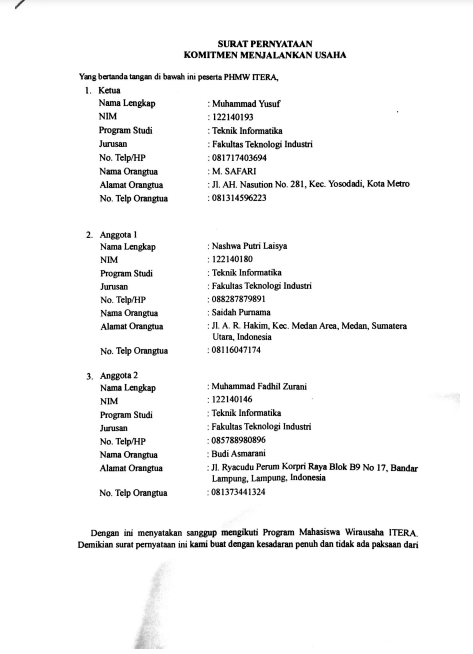 SURAT PERNYATAAN
KOMITMEN MENJALANKAN USAHA
Yang bertanda tangan di bawah ini peserta PHMW ITERA,
1. Ketua
Nama Lengkap : Muhammad Yusuf
NIM : 122140193
Program Studi : Teknik Informatika
Jurusan : Fakultas Teknologi Industri
No. Telp/HP : 081717403694
Nama Orangtua : M. SAFARI
Alamat Orangtua : Jl. AH. Nasution No. 281, Kec. Yosodadi, Kota Metro
No. Telp Orangtua : 081314596223
2. Anggota 1
Nama Lengkap : Nashwa Putri Laisya
NIM : 122140180
Program Studi : Teknik Informatika
Jurusan : Fakultas Teknologi Industri
No. Telp/HP : 088287879891
Nama Orangtua : Saidah Purnama
Alamat Orangtua : Jl. A. R. Hakim, Kec. Medan Area, Medan, Sumatera
Utara, Indonesia
No. Telp Orangtua : 08116047174
3. Anggota 2
Nama Lengkap : Muhammad Fadhil Zurani
NIM : 122140146
Program Studi : Teknik Informatika
Jurusan : Fakultas Teknologi Industri
No. Telp/HP : 085788980896
Nama Orangtua : Budi Asmarani
Alamat Orangtua : Jl. Ryacudu Perum Korpri Raya Blok B9 No 17, Bandar
Lampung, Lampung, Indonesia
No. Telp Orangtua : 081373441324
Dengan ini menyatakan sanggup mengikuti Program Mahasiswa Wirausaha ITERA.
Demikian surat pernyataan ini kami buat dengan kesadaran penuh dan tidak ada paksaan dari